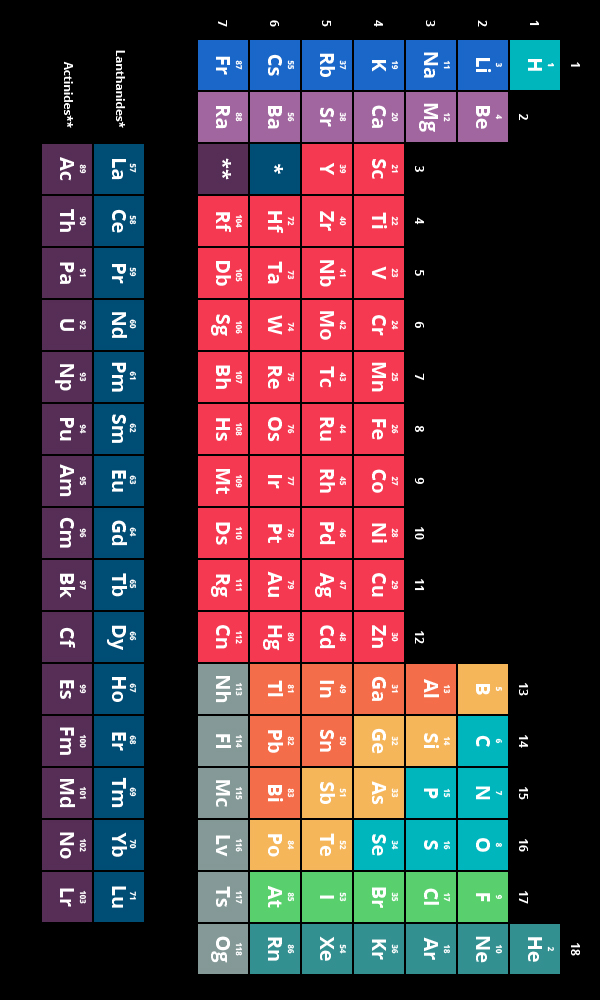 1 18
1 2
1 H 2 13 14 15 16 17 He
3 4 5 6 7 8 9 10
2 Li Be B C N O F Ne
11 12 13 14 15 16 17 18
3 Na Mg 3 4 5 6 7 8 9 10 11 12 Al Si P S Cl Ar
19 20 21 22 23 24 25 26 27 28 29 30 31 32 33 34 35 36
4 K Ca Sc Ti V Cr Mn Fe Co Ni Cu Zn Ga Ge As Se Br Kr
37 38 39 40 41 42 43 44 45 46 47 48 49 50 51 52 53 54
5 Rb Sr Y Zr Nb Mo Tc Ru Rh Pd Ag Cd In Sn Sb Te I Xe
55 56 72 73 74 75 76 77 78 79 80 81 82 83 84 85 86
6 Cs Ba * Hf Ta W Re Os Ir Pt Au Hg Tl Pb Bi Po At Rn
87 88 104 105 106 107 108 109 110 111 112 113 114 115 116 117 118
7 Fr Ra ** Rf Db Sg Bh Hs Mt Ds Rg Cn Nh Fl Mc Lv Ts Og
57 58 59 60 61 62 63 64 65 66 67 68 69 70 71
Lanthanides* La Ce Pr Nd Pm Sm Eu Gd Tb Dy Ho Er Tm Yb Lu
89 90 91 92 93 94 95 96 97 98 99 100 101 102 103
Actinides** Ac Th Pa U Np Pu Am Cm Bk Cf Es Fm Md No Lr